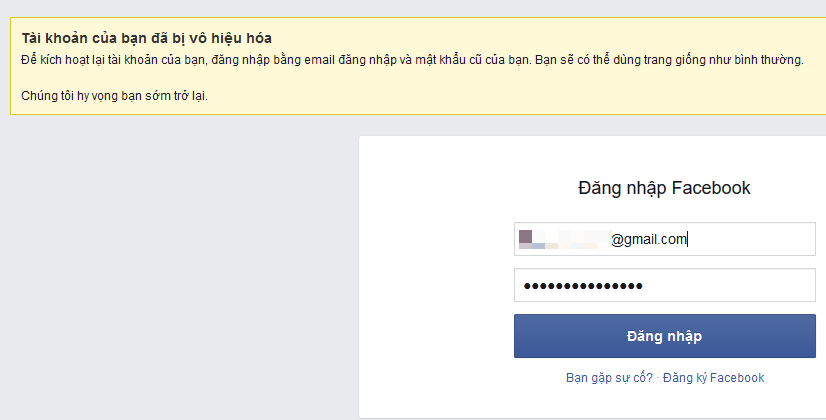 Tài khoản của bạn đã bị vô hiệu hóa
Để kích hoạt lại tài khoản của bạn, đăng nhập bằng email đăng nhập và mật khẩu cũ của bạn. Bạn sẽ có thể dùng trang giống như bình thường.
Chúng tôi hy vọng bạn sớm trở lại.
Đăng nhập Facebook
@gmail.com
•••••••••••••••
Đăng nhập
Bạn gặp sự cố? · Đăng ký Facebook